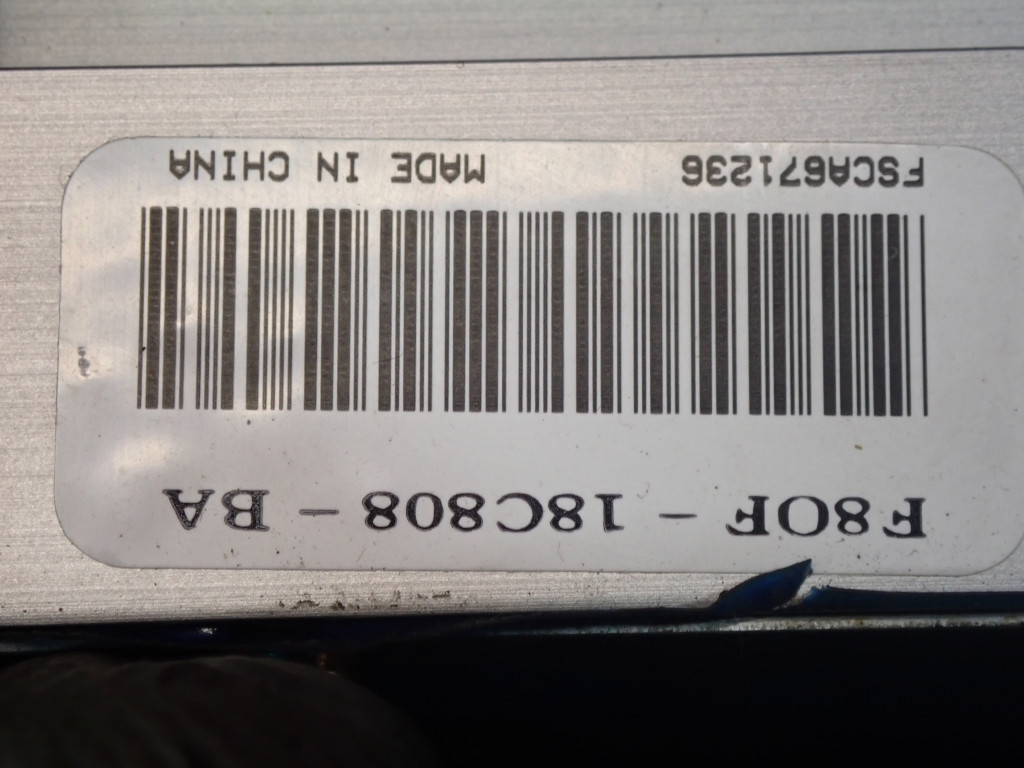 F8OF - 18C808 - BA
FSCA671236 MADE IN CHINA